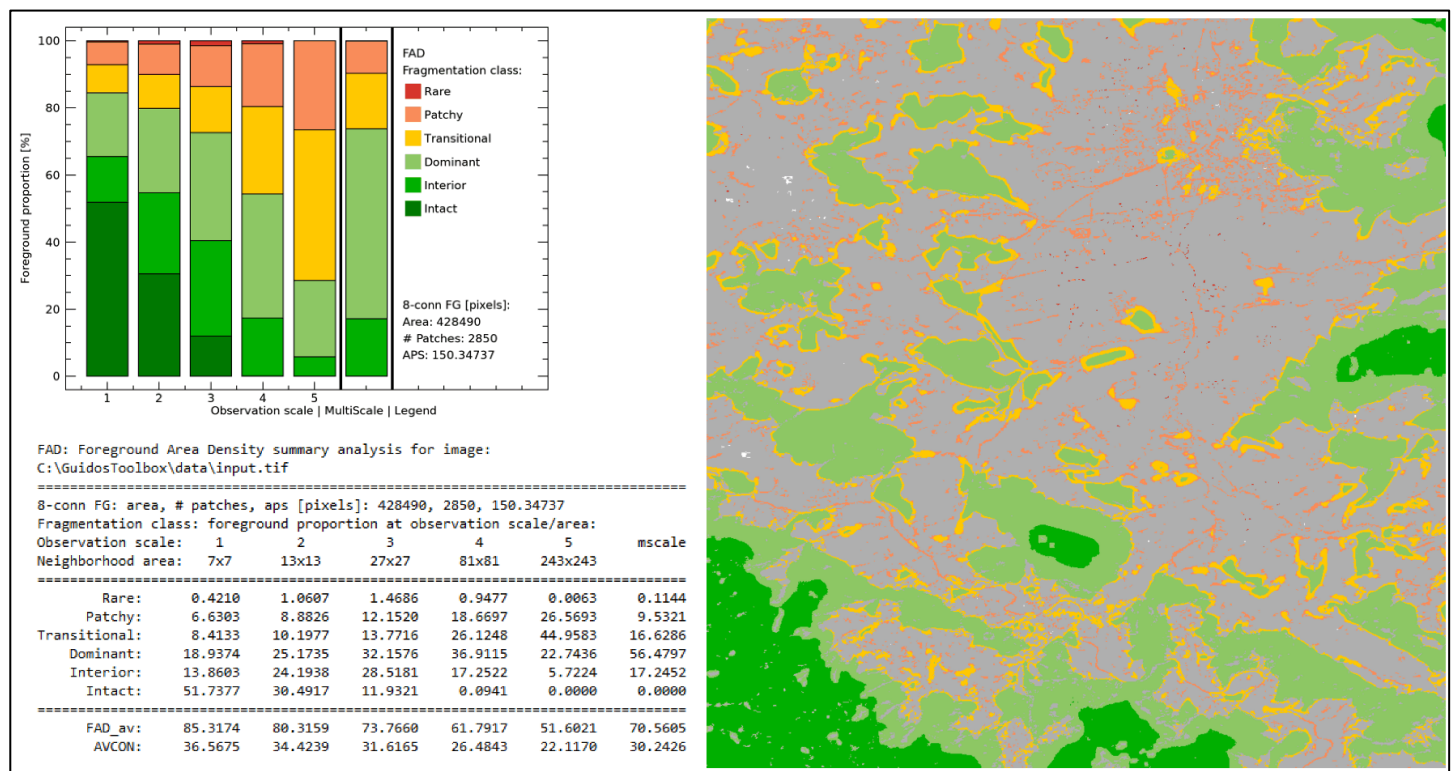 100
80
60
40
20
0
Foreground proportion [%]
1 2 3 4 5
Observation scale | MultiScale | Legend
FAD
Fragmentation class:
Rare
Patchy
Transitional
Dominant
Interior
Intact
8-conn FG [pixels]:
Area: 428490
# Patches: 2850
APS: 150.34737
FAD: Foreground Area Density summary analysis for image:
C:\GuidosToolbox\data\input.tif
================================================================================
8-conn FG: area, # patches, aps [pixels]: 428490, 2850, 150.34737
Fragmentation class: foreground proportion at observation scale/area:
Observation scale: 1 2 3 4 5 mscale
Neighborhood area: 7x7 13x13 27x27 81x81 243x243
================================================================================
Rare: 0.4210 1.0607 1.4686 0.9477 0.0063 0.1144
Patchy: 6.6303 8.8826 12.1520 18.6697 26.5693 9.5321
Transitional: 8.4133 10.1977 13.7716 26.1248 44.9583 16.6286
Dominant: 18.9374 25.1735 32.1576 36.9115 22.7436 56.4797
Interior: 13.8603 24.1938 28.5181 17.2522 5.7224 17.2452
Intact: 51.7377 30.4917 11.9321 0.0941 0.0000 0.0000
================================================================================
FAD_av: 85.3174 80.3159 73.7660 61.7917 51.6021 70.5605
AVCON: 36.5675 34.4239 31.6165 26.4843 22.1170 30.2426